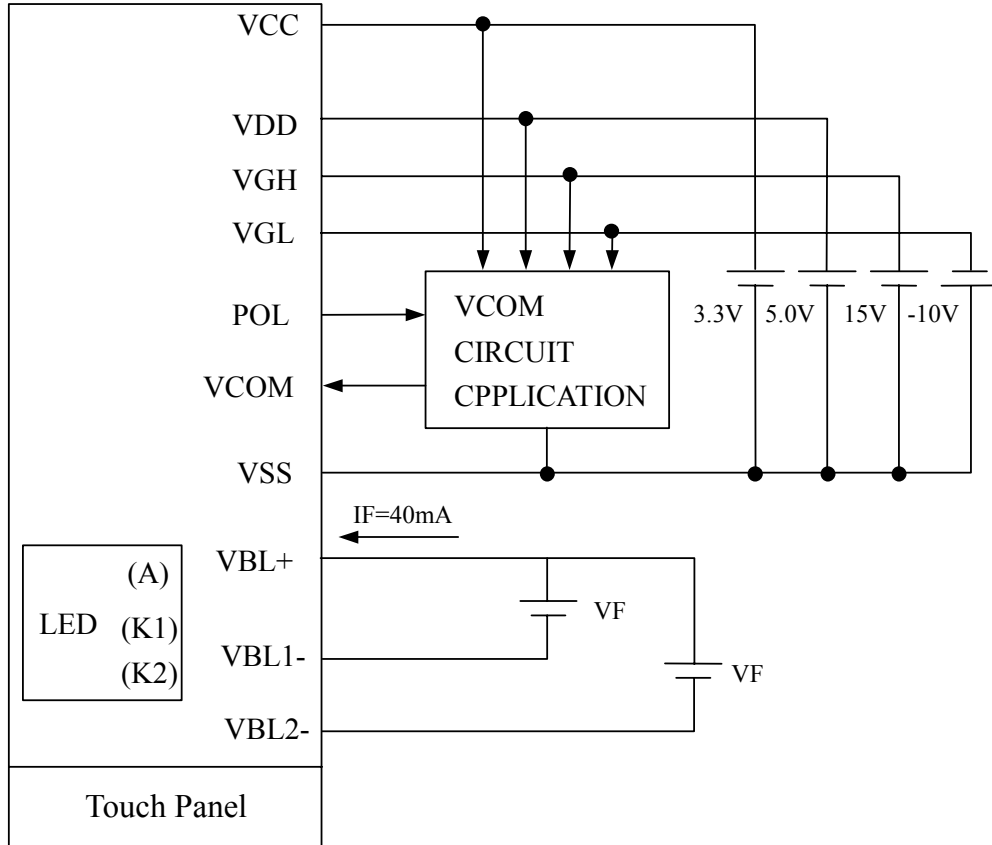 VCC
VDD
VGH
VGL
POL
VCOM
VSS
VCOM
CIRCUIT
CPPLICATION
3.3V
5.0V
15V
-10V
IF=40mA
VBL+
VBL1-
VBL2-
VF
VF
LED
(A)
(K1)
(K2)
Touch Panel